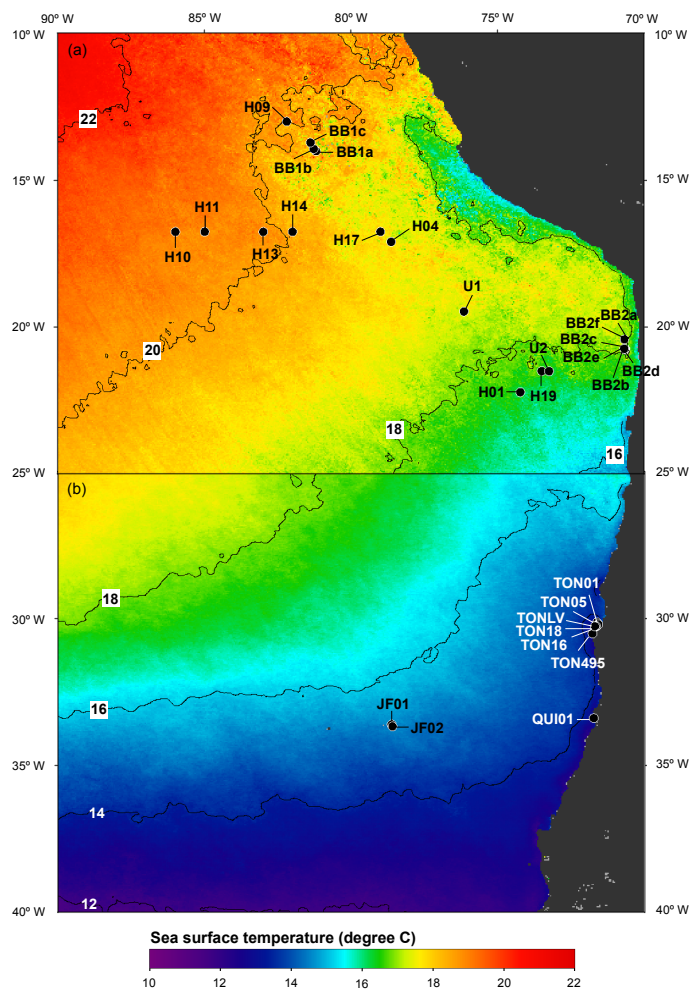 90° W 85° W 80° W 75° W 70° W
10° W 10° W
(a)
22
H09
BB1c
BB1b BB1a
15° W 15° W
H11 H14
H17 H04
H10 H13
U1
20° W 20° W
20
BB2a
BB2f
BB2c
U2 BB2e
BB2d
BB2b
H01 H19
18
16
25° W 25° W
(b)
TON01
18
TON05
30° W 30° W
TONLV
TON18
TON16
TON495
16
JF01
JF02
QUI01
35° W 35° W
14
12
40° W 40° W
Sea surface temperature (degree C)
10 12 14 16 18 20 22